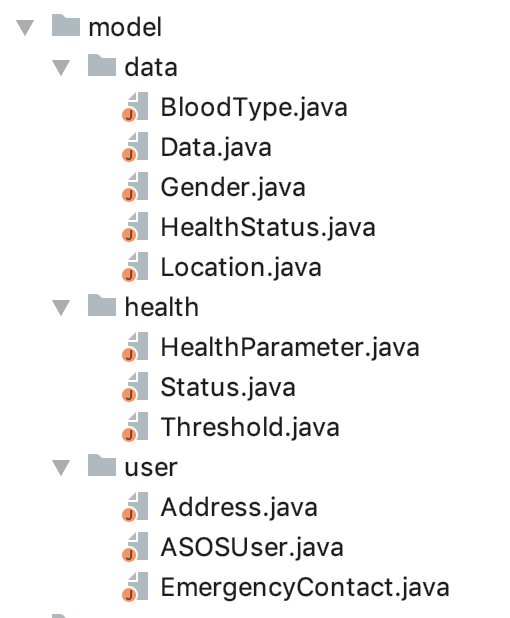 model
data
BloodType.java
Data.java
Gender.java
HealthStatus.java
Location.java
health
HealthParameter.java
Status.java
Threshold.java
user
Address.java
ASOSUser.java
EmergencyContact.java